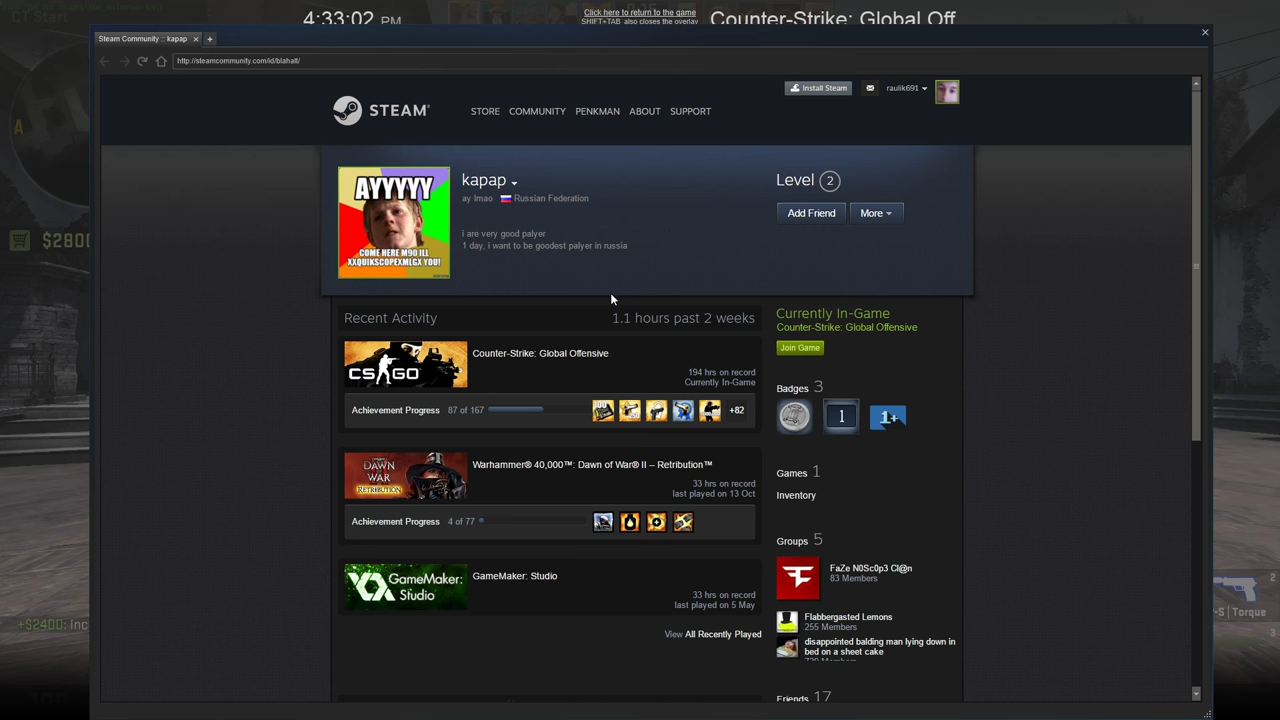 CT Start
4:33:02 PM
Click here to return to the game
SHIFT+TAB also closes the overlay
Counter-Strike: Global Off
Steam Community :: kapap
http://steamcommunity.com/id/blahalt/
Install Steam
raulik691
STEAM
STORE
COMMUNITY
PENKMAN
ABOUT
SUPPORT
AYYYYY
COME HERE M90 ILL
XXQUIKSCOPEXMLGX YOU!
kapap
ay lmao
Russian Federation
i are very good palyer
1 day, i want to be goodest palyer in russia
Level 2
Add Friend
More
$2800
A
Recent Activity
1.1 hours past 2 weeks
CS GO
Counter-Strike: Global Offensive
194 hrs on record
Currently In-Game
Achievement Progress 87 of 167
+82
DAWN
WAR
RETRIBUTION
Warhammer® 40,000™: Dawn of War® II – Retribution™
33 hrs on record
last played on 13 Oct
Achievement Progress 4 of 77
GameMaker:
Studio
GameMaker: Studio
33 hrs on record
last played on 5 May
View All Recently Played
Currently In-Game
Counter-Strike: Global Offensive
Join Game
Badges 3
1
1+
Games 1
Inventory
Groups 5
FaZe N0Sc0p3 Cl@n
83 Members
Flabbergasted Lemons
255 Members
disappointed balding man lying down in
bed on a sheet cake
Friends 17
+$2400: Inc
2
-S | Torque
3